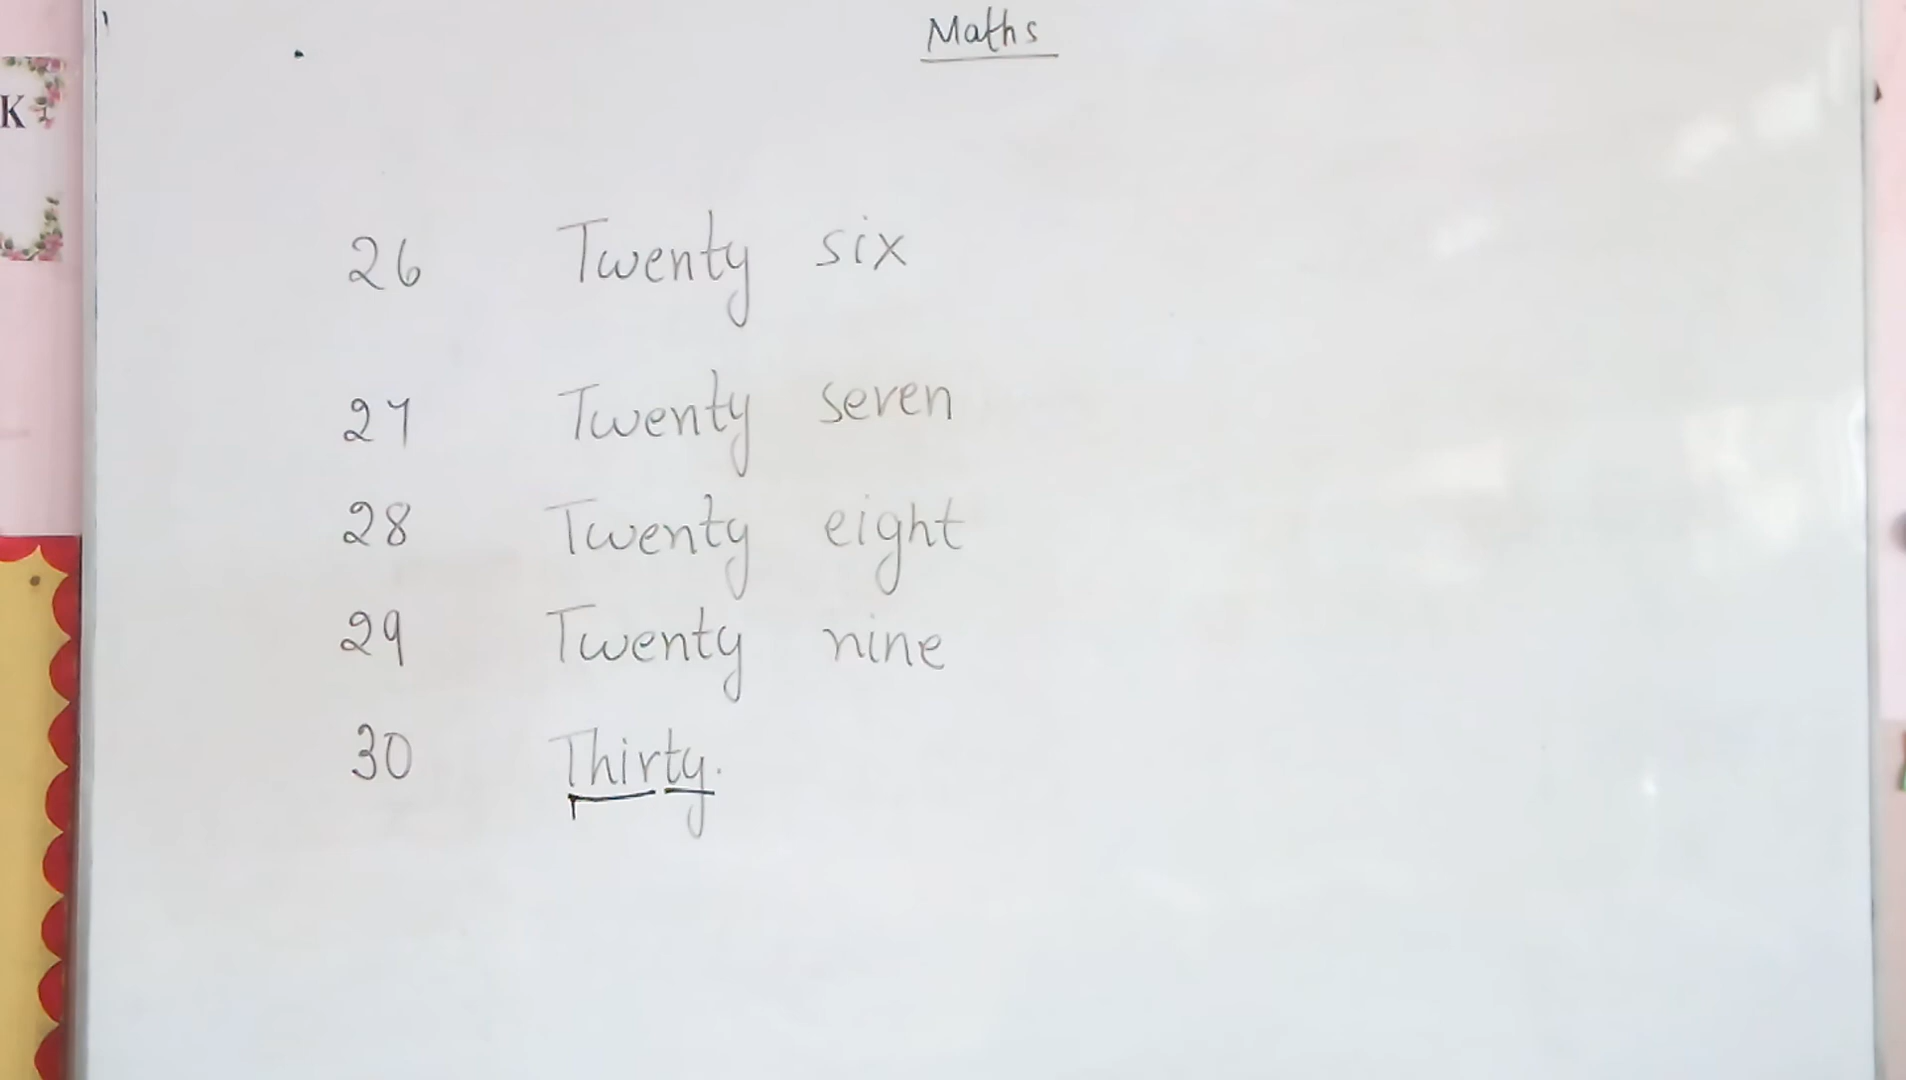 Maths
K
26 Twenty six
27 Twenty seven
28 Twenty eight
29 Twenty nine
30 Thirty.